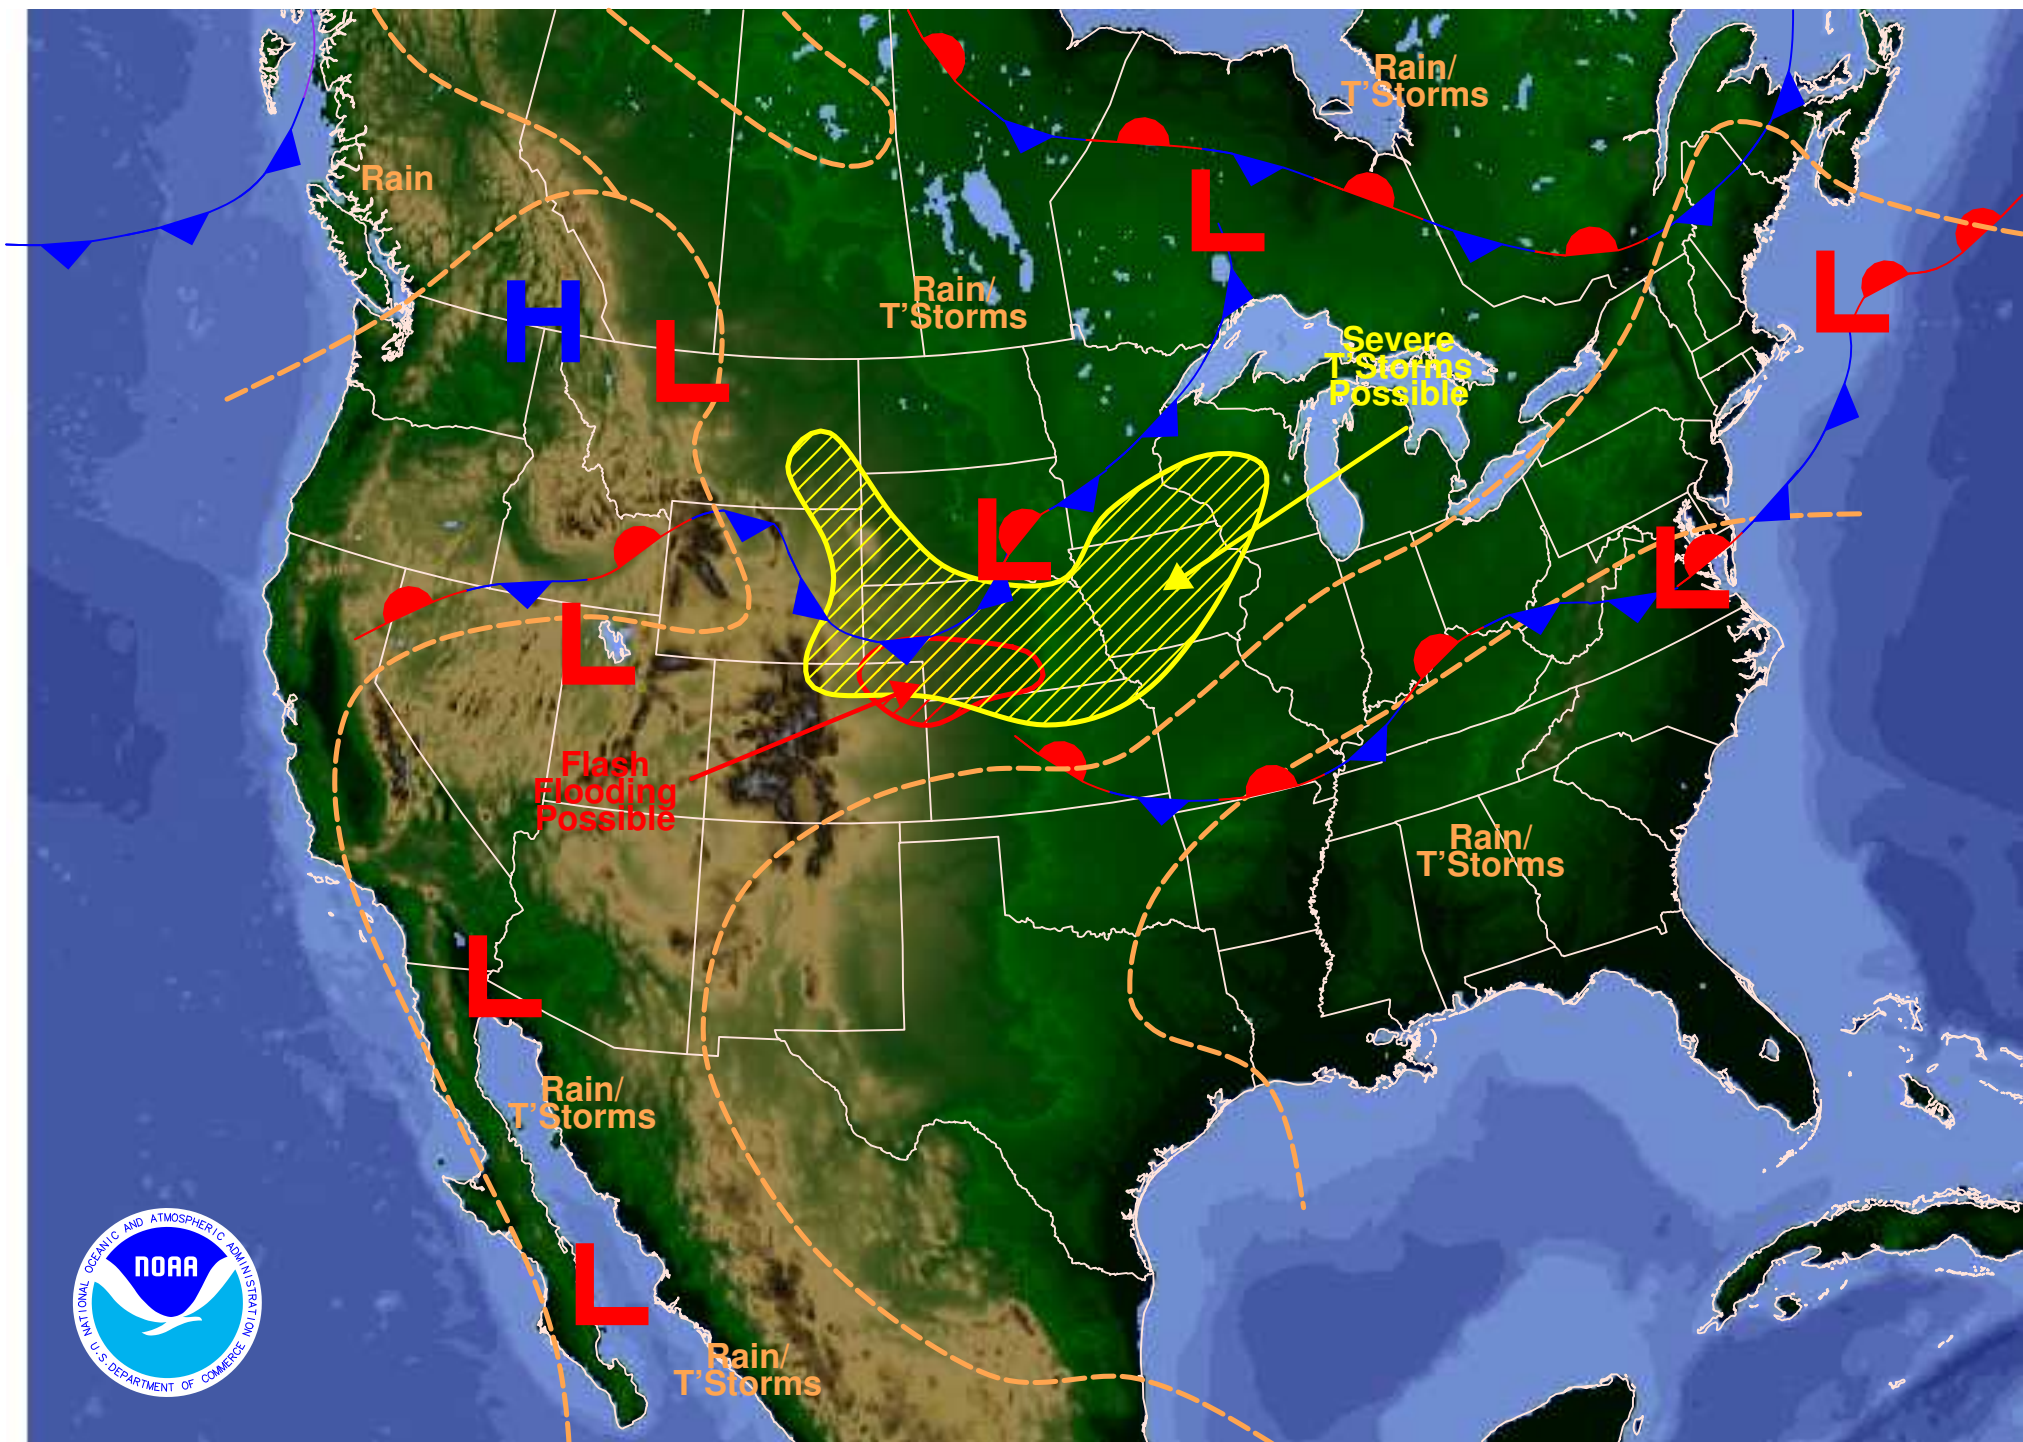 Rain/
T'Storms
Rain
Rain/
T'Storms
H
L
L
L
Severe
T'Storms
Possible
L
L
L
Flash
Flooding
Possible
Rain/
T'Storms
L
Rain/
T'Storms
L
Rain/
T'Storms
NOAA
NATIONAL OCEANIC AND ATMOSPHERIC ADMINISTRATION
U.S. DEPARTMENT OF COMMERCE